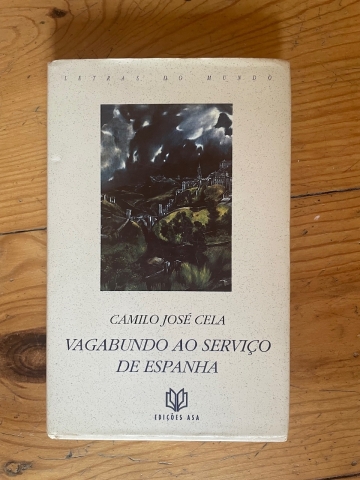 LETRAS DO MUNDO
CAMILO JOSÉ CELA
VAGABUNDO AO SERVIÇO
DE ESPANHA
EDIÇÕES ASA